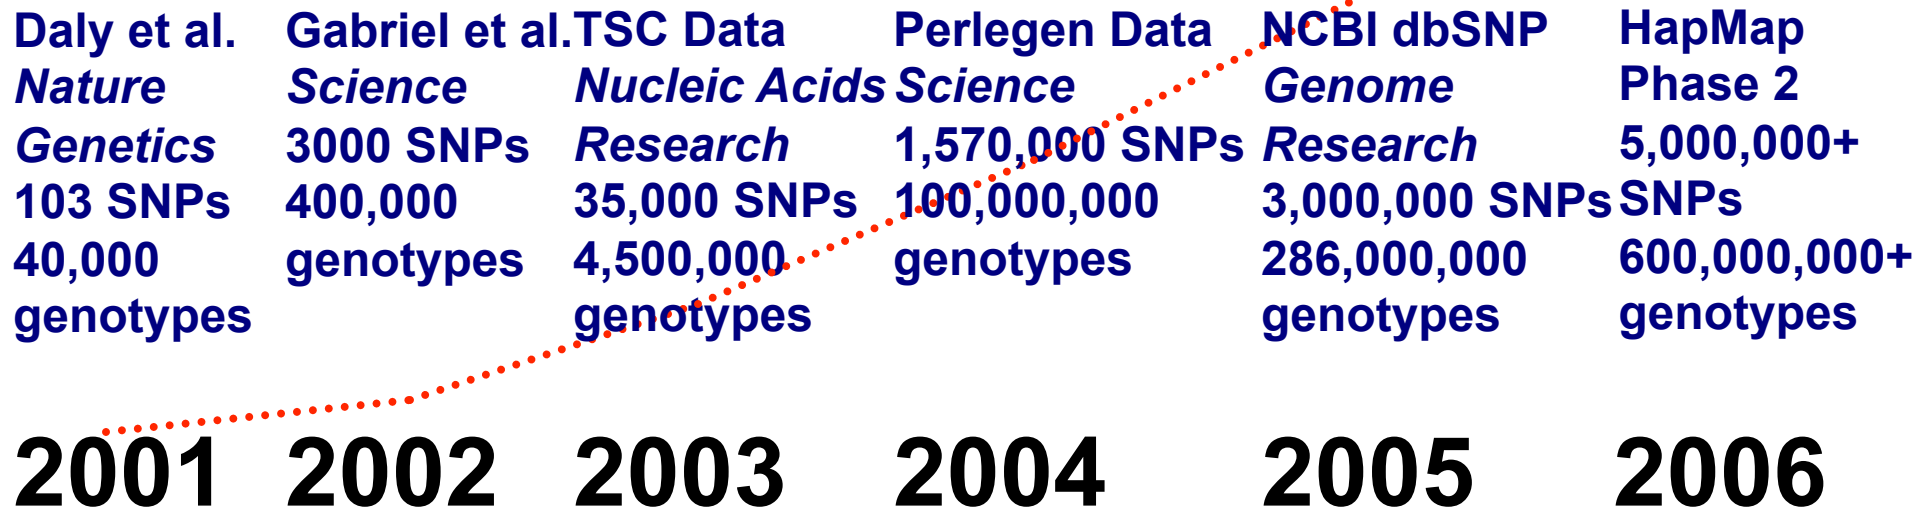 Daly et al.
Nature
Genetics
103 SNPs
40,000
genotypes
Gabriel et al.
Science
3000 SNPs
400,000
genotypes
TSC Data
Nucleic Acids
Research
35,000 SNPs
4,500,000
genotypes
Perlegen Data
Science
1,570,000 SNPs
100,000,000
genotypes
NCBI dbSNP
Genome
Research
3,000,000 SNPs
286,000,000
genotypes
HapMap
Phase 2
5,000,000+
SNPs
600,000,000+
genotypes
2001 2002 2003 2004 2005 2006